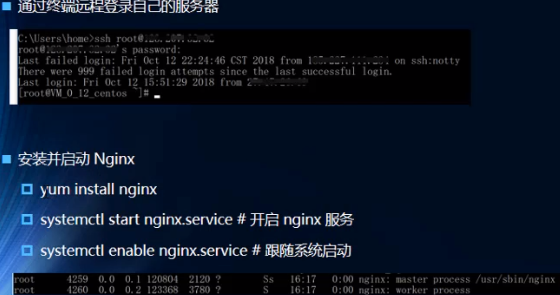 通过终端远程登录自己的服务器
C:\Users\home>ssh root@
root@ 's password:
Last failed login: Fri Oct 12 22:24:46 CST 2018 from on ssh:notty
There were 999 failed login attempts since the last successful login.
Last login: Fri Oct 12 15:51:29 2018 from
[root@VM_0_12_centos ~]#
安装并启动 Nginx
yum install nginx
systemctl start nginx.service # 开启 nginx 服务
systemctl enable nginx.service # 跟随系统启动
root 4259 0.0 0.1 120804 2120 ? Ss 16:17 0:00 nginx: master process /usr/sbin/nginx
root 4260 0.0 0.2 123368 3780 ? S 16:17 0:00 nginx: worker process